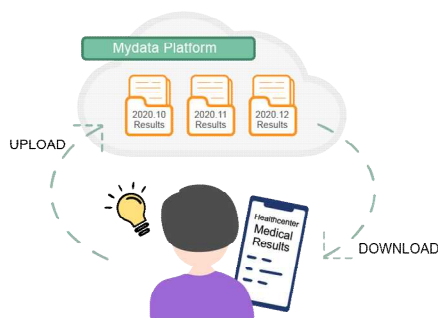 Mydata Platform
2020.10
Results
2020.11
Results
2020.12
Results
UPLOAD
Healthcenter
Medical
Results
DOWNLOAD